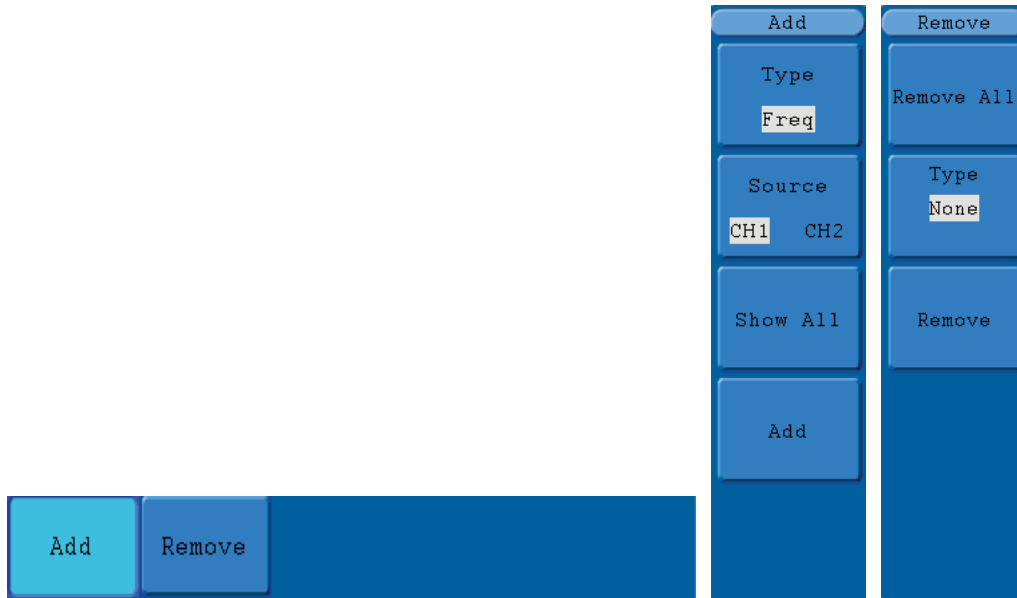 Add
Type
Freq
Source
CH1 CH2
Show All
Add
Remove
Remove All
Type
None
Remove
Add Remove